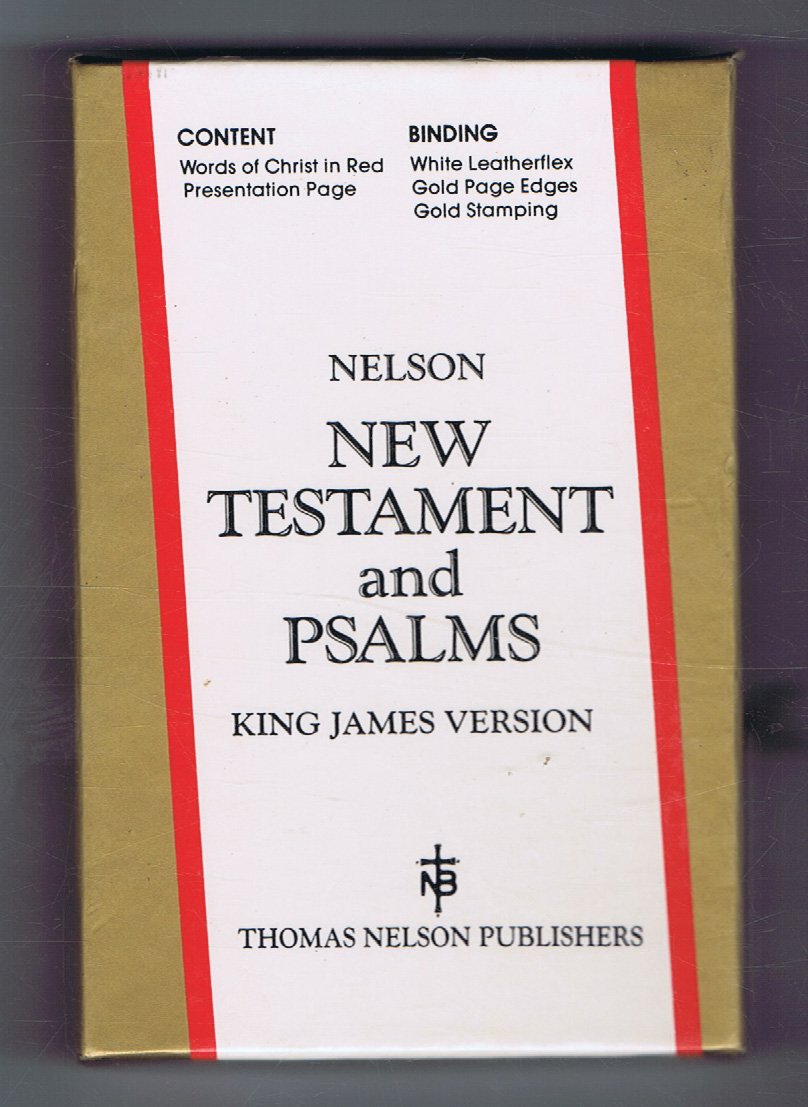 CONTENT
Words of Christ in Red
Presentation Page
BINDING
White Leatherflex
Gold Page Edges
Gold Stamping
NELSON
NEW
TESTAMENT
and
PSALMS
KING JAMES VERSION
NB
THOMAS NELSON PUBLISHERS